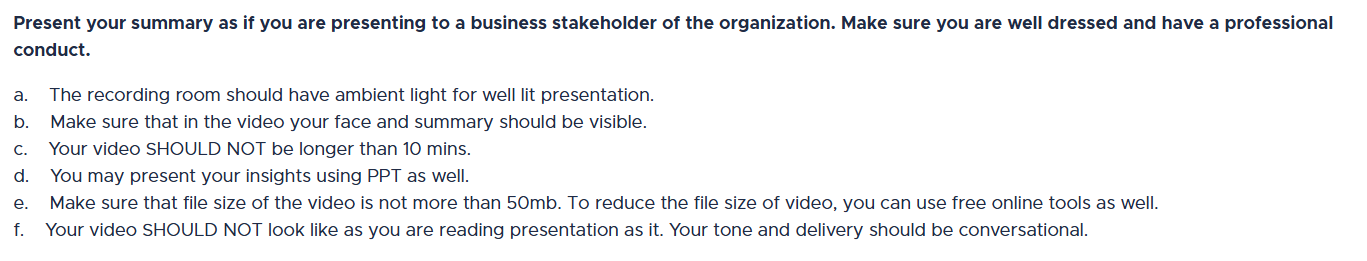 Present your summary as if you are presenting to a business stakeholder of the organization. Make sure you are well dressed and have a professional
conduct.
a. The recording room should have ambient light for well lit presentation.
b. Make sure that in the video your face and summary should be visible.
c. Your video SHOULD NOT be longer than 10 mins.
d. You may present your insights using PPT as well.
e. Make sure that file size of the video is not more than 50mb. To reduce the file size of video, you can use free online tools as well.
f. Your video SHOULD NOT look like as you are reading presentation as it. Your tone and delivery should be conversational.